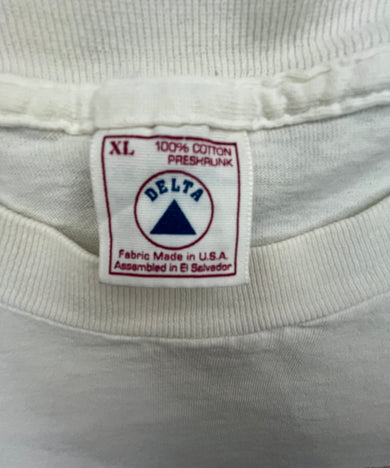 XL 100% COTTON
PRESHRUNK
DELTA
Fabric Made in U.S.A.
Assembled in El Salvador